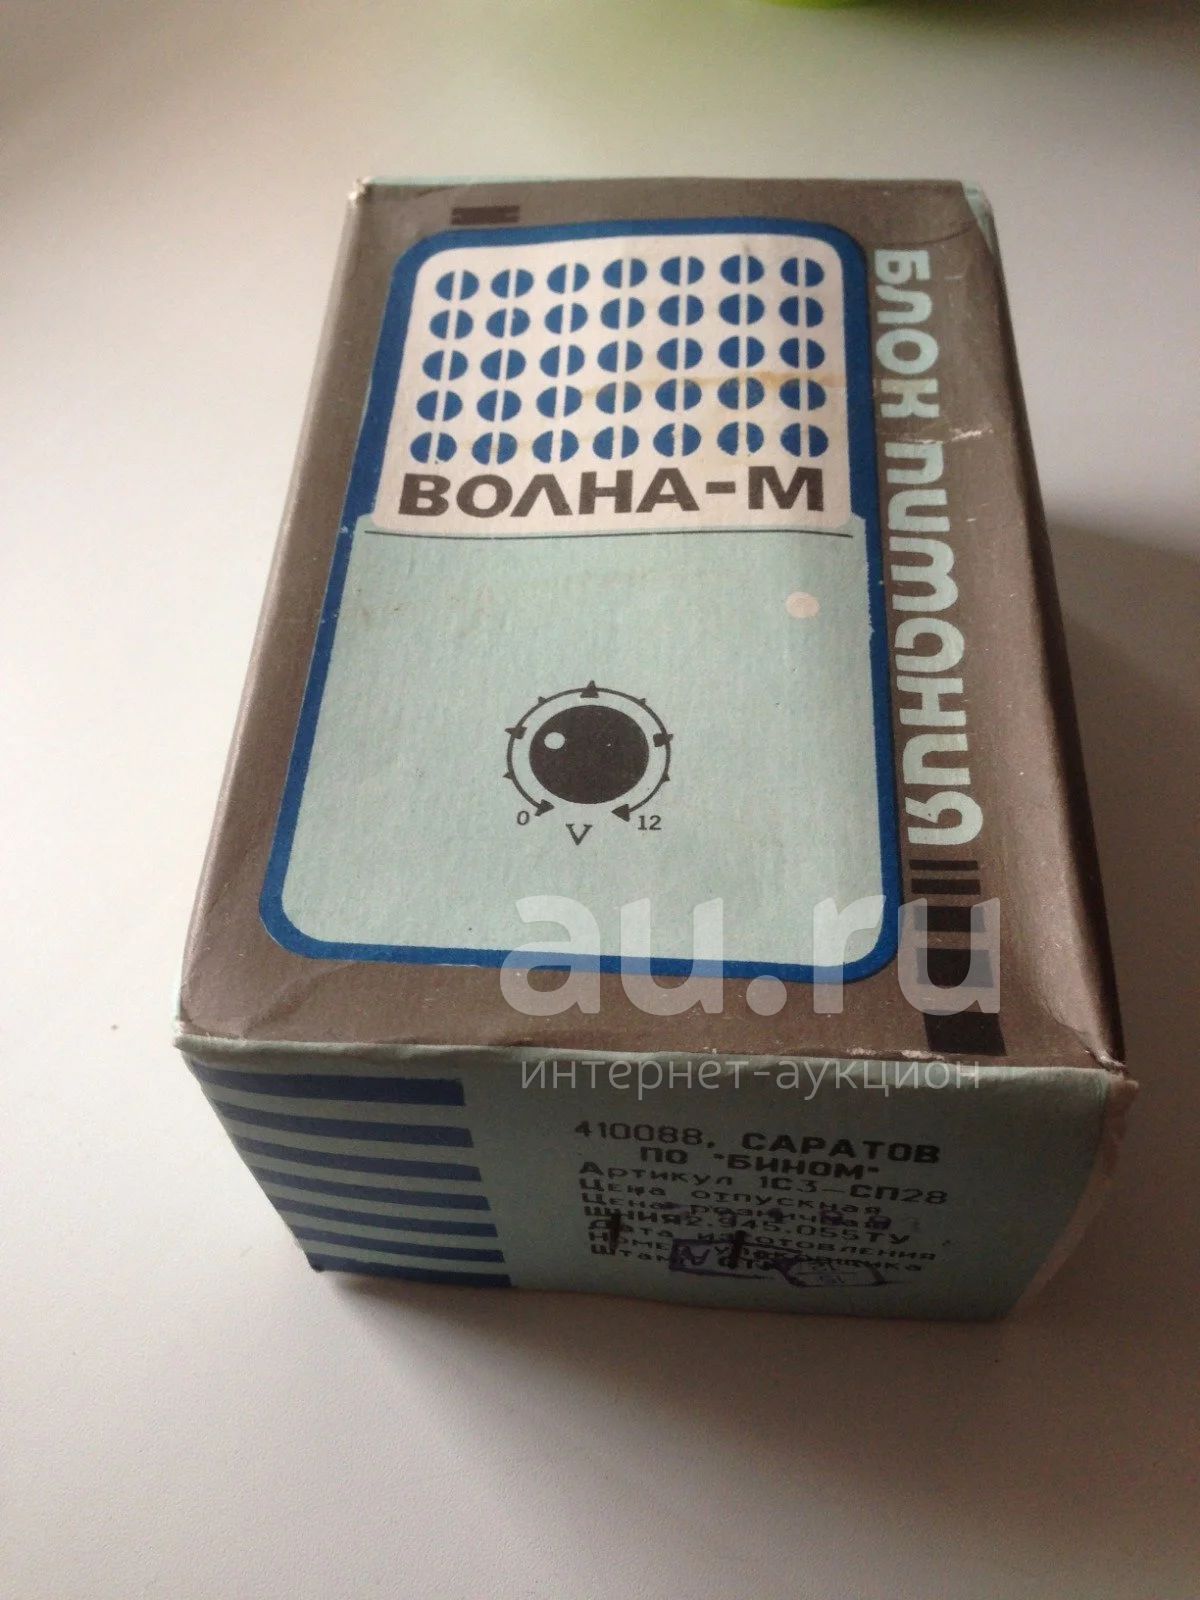 БЛОК ПИТАНИЯ
ВОЛНА-М
0 V 12
au.ru
интернет-аукцион
410088, САРАТОВ
ПО "БИНОМ"
Артикул 1С3-СП28
Цена отпускная
Цена розничная
2.945.055ТУ
Дата изготовления
Номер упаковщика
Штамп ОТК